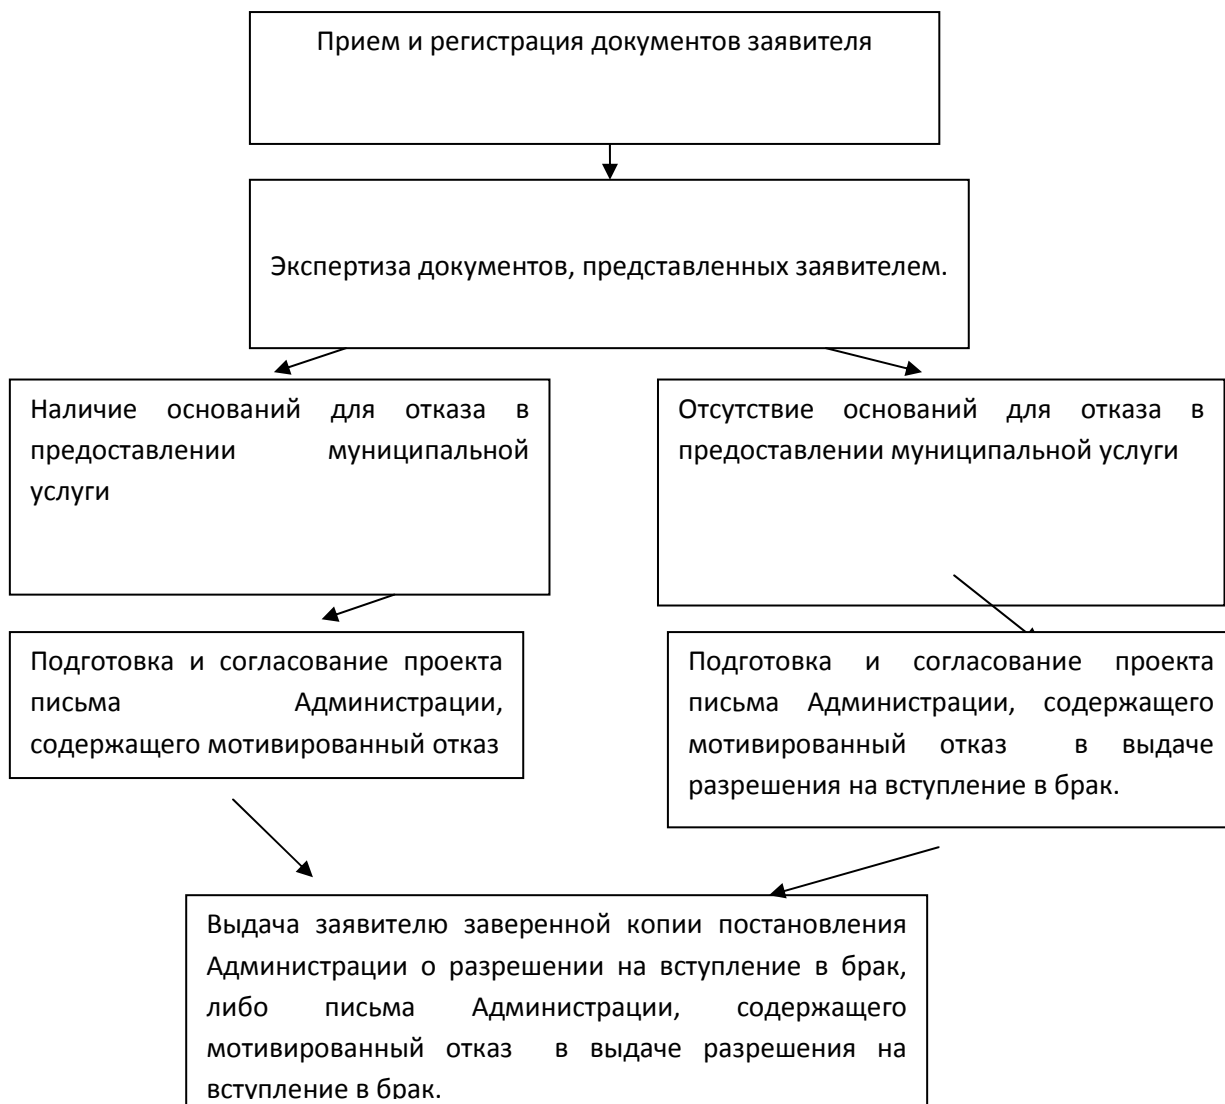 Прием и регистрация документов заявителя
Экспертиза документов, представленных заявителем.
Наличие оснований для отказа в
предоставлении муниципальной
услуги
Отсутствие оснований для отказа в
предоставлении муниципальной услуги
Подготовка и согласование проекта
письма Администрации,
содержащего мотивированный отказ
Подготовка и согласование проекта
письма Администрации, содержащего
мотивированный отказ в выдаче
разрешения на вступление в брак.
Выдача заявителю заверенной копии постановления
Администрации о разрешении на вступление в брак,
либо письма Администрации, содержащего
мотивированный отказ в выдаче разрешения на
вступление в брак.